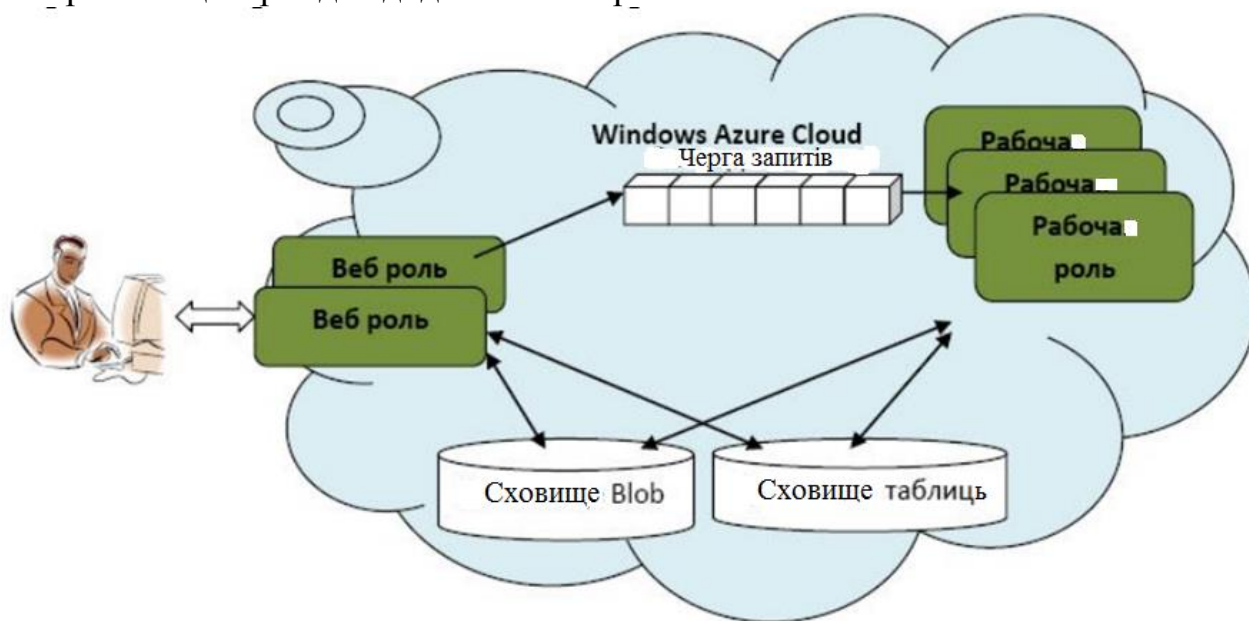 Windows Azure Cloud
Черга запитів
Рабоча
Рабоча
Рабоча
роль
Веб роль
Веб роль
Сховище Blob
Сховище таблиць